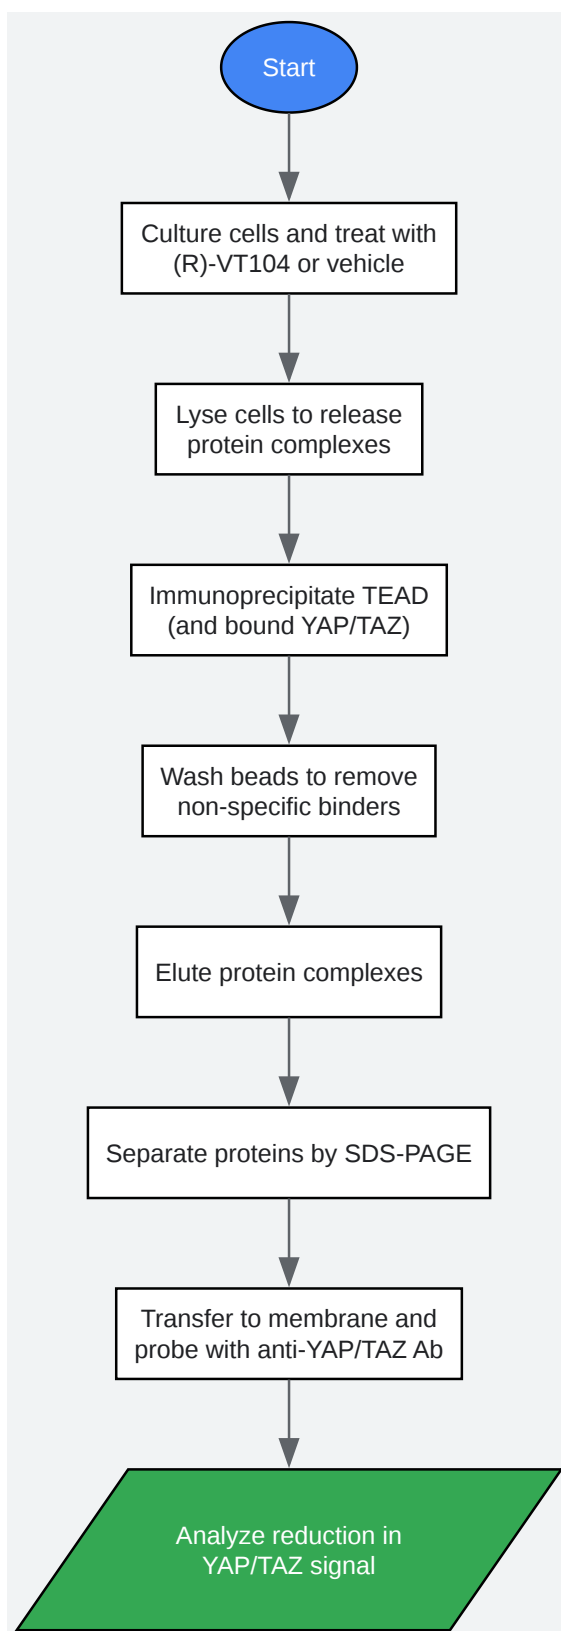 Start
Culture cells and treat with
(R)-VT104 or vehicle
Lyse cells to release
protein complexes
Immunoprecipitate TEAD
(and bound YAP/TAZ)
Wash beads to remove
non-specific binders
Elute protein complexes
Separate proteins by SDS-PAGE
Transfer to membrane and
probe with anti-YAP/TAZ Ab
Analyze reduction in
YAP/TAZ signal